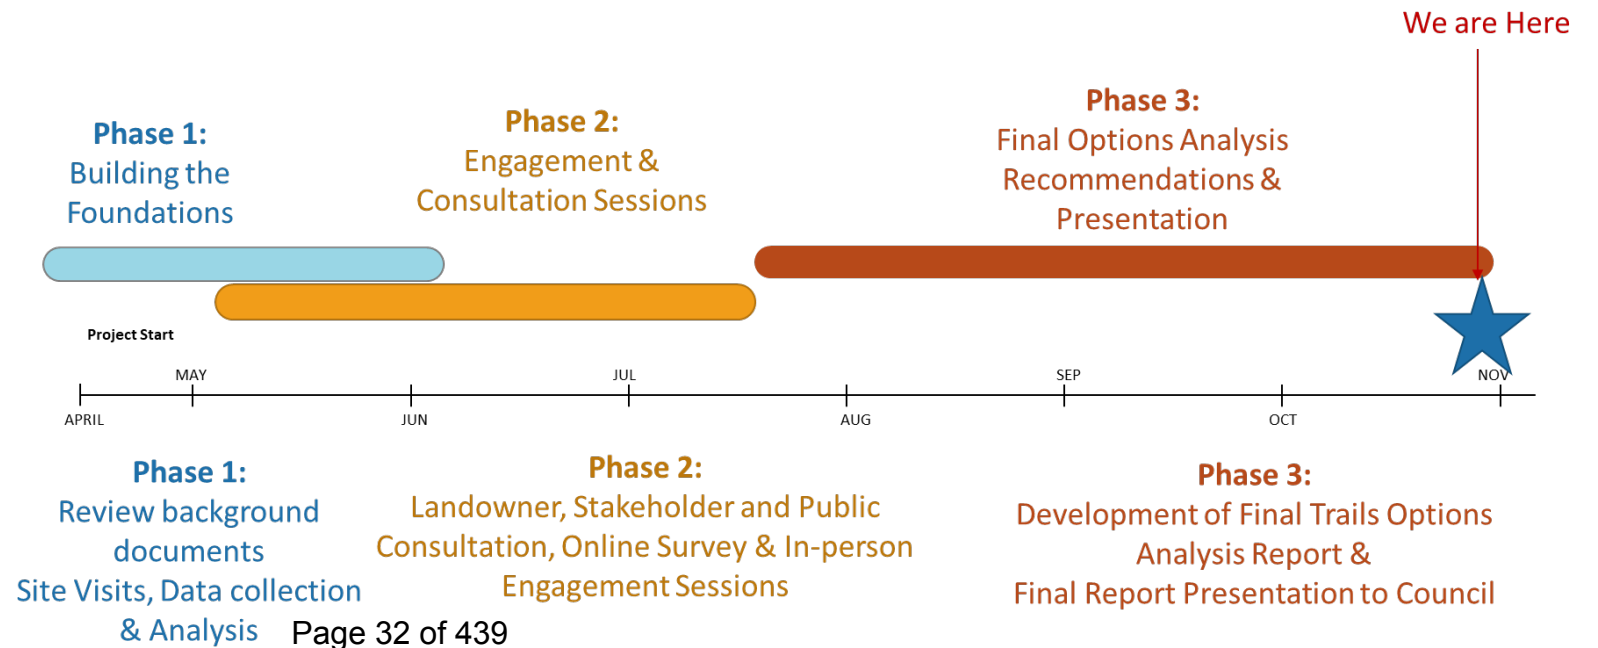 We are Here
Phase 1:
Building the
Foundations
Phase 2:
Engagement &
Consultation Sessions
Phase 3:
Final Options Analysis
Recommendations &
Presentation
Project Start
MAY
JUL
SEP
NOV
APRIL
JUN
AUG
OCT
Phase 1:
Review background
documents
Site Visits, Data collection
& Analysis
Phase 2:
Landowner, Stakeholder and Public
Consultation, Online Survey & In-person
Engagement Sessions
Phase 3:
Development of Final Trails Options
Analysis Report &
Final Report Presentation to Council
Page 32 of 439